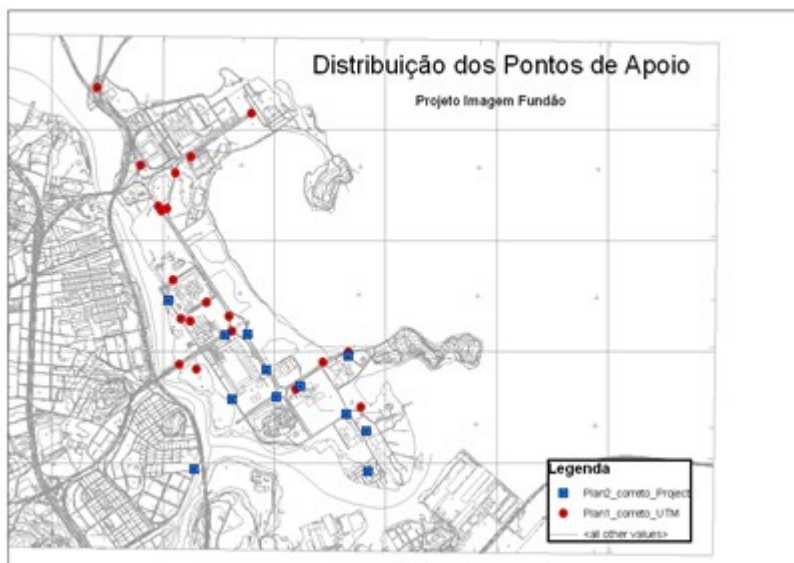 Distribuição dos Pontos de Apoio
Projeto Imagem Fundão
Legenda
Plan2_correto_Project
Plan1_correto_UTM
<all other values>